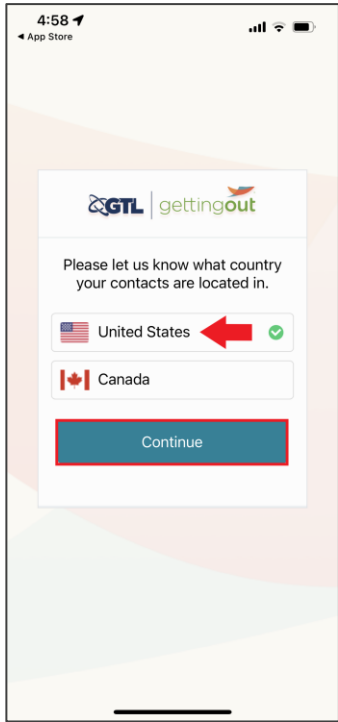 4:58
◀ App Store
GTL | gettingout
Please let us know what country
your contacts are located in.
United States
Canada
Continue